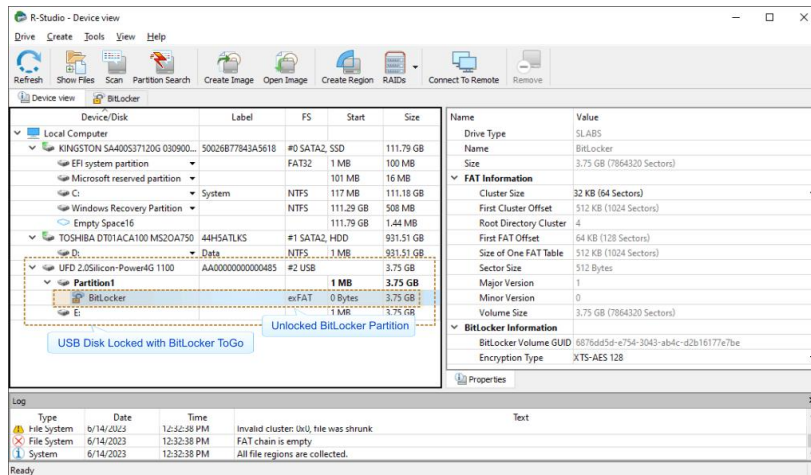 R-Studio - Device view
Drive Create Tools View Help
Refresh Show Files Scan Partition Search Create Image Open Image Create Region RAIDs Connect To Remote Remove
Device view BitLocker
Device/Disk Label FS Start Size
Local Computer
KINGSTON SA400S37120G 030900... 50026B77843A5618 #0 SATA2, SSD 111.79 GB
EFI system partition FAT32 1 MB 100 MB
Microsoft reserved partition 101 MB 16 MB
C: System NTFS 117 MB 111.18 GB
Windows Recovery Partition NTFS 111.29 GB 508 MB
Empty Space16 111.79 GB 1.44 MB
TOSHIBA DT01ACA100 MS2OA750 44H5ATLKS #1 SATA2, HDD 931.51 GB
D: Data NTFS 1 MB 931.51 GB
UFD 2.0Silicon-Power4G 1100 AA00000000000485 #2 USB 3.75 GB
Partition1 1 MB 3.75 GB
BitLocker exFAT 0 Bytes 3.75 GB
E: 1 MB 3.75 GB
Unlocked BitLocker Partition
USB Disk Locked with BitLocker ToGo
Name Value
Drive Type SLABS
Name BitLocker
Size 3.75 GB (7864320 Sectors)
FAT Information
Cluster Size 32 KB (64 Sectors)
First Cluster Offset 512 KB (1024 Sectors)
Root Directory Cluster 4
First FAT Offset 64 KB (128 Sectors)
Size of One FAT Table 512 KB (1024 Sectors)
Sector Size 512 Bytes
Major Version 1
Minor Version 0
Volume Size 3.75 GB (7864320 Sectors)
BitLocker Information
BitLocker Volume GUID 6876dd5d-e754-3043-ab4c-d2b16177e7be
Encryption Type XTS-AES 128
Properties
Log
Type Date Time Text
File System 6/14/2023 12:32:38 PM Invalid cluster: 0x0, file was shrunk
File System 6/14/2023 12:32:38 PM FAT chain is empty
System 6/14/2023 12:32:38 PM All file regions are collected.
Ready